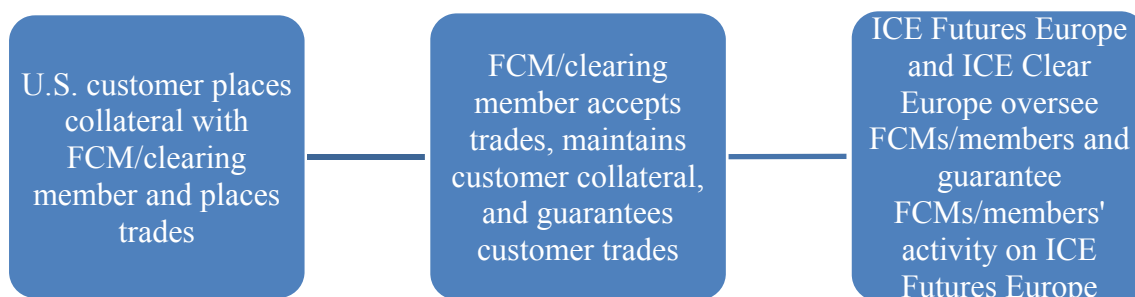 U.S. customer places
collateral with
FCM/clearing
member and places
trades
FCM/clearing
member accepts
trades, maintains
customer collateral,
and guarantees
customer trades
ICE Futures Europe
and ICE Clear
Europe oversee
FCMs/members and
guarantee
FCMs/members'
activity on ICE
Futures Europe